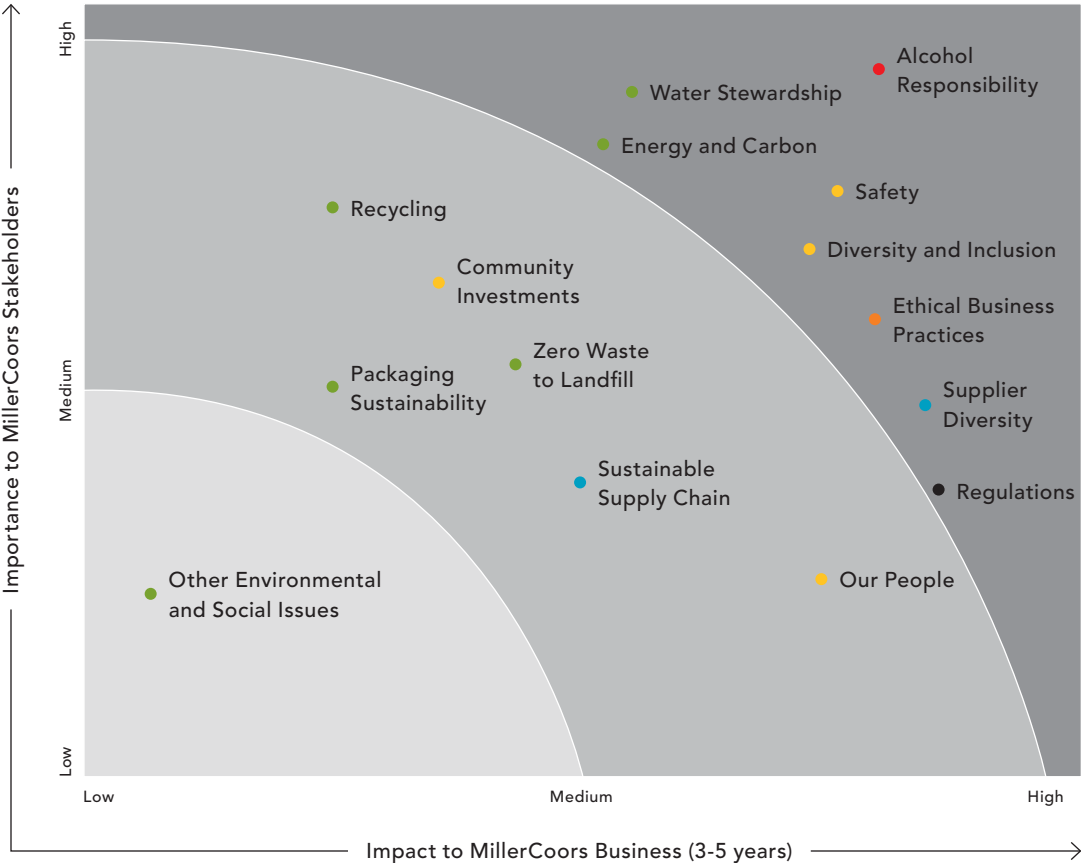 High
Medium
Low
Importance to MillerCoors Stakeholders
Alcohol
Responsibility
Water Stewardship
Energy and Carbon
Safety
Recycling
Diversity and Inclusion
Community
Investments
Ethical Business
Practices
Zero Waste
to Landfill
Packaging
Sustainability
Supplier
Diversity
Sustainable
Supply Chain
Regulations
Our People
Other Environmental
and Social Issues
Low
Medium
High
Impact to MillerCoors Business (3-5 years)